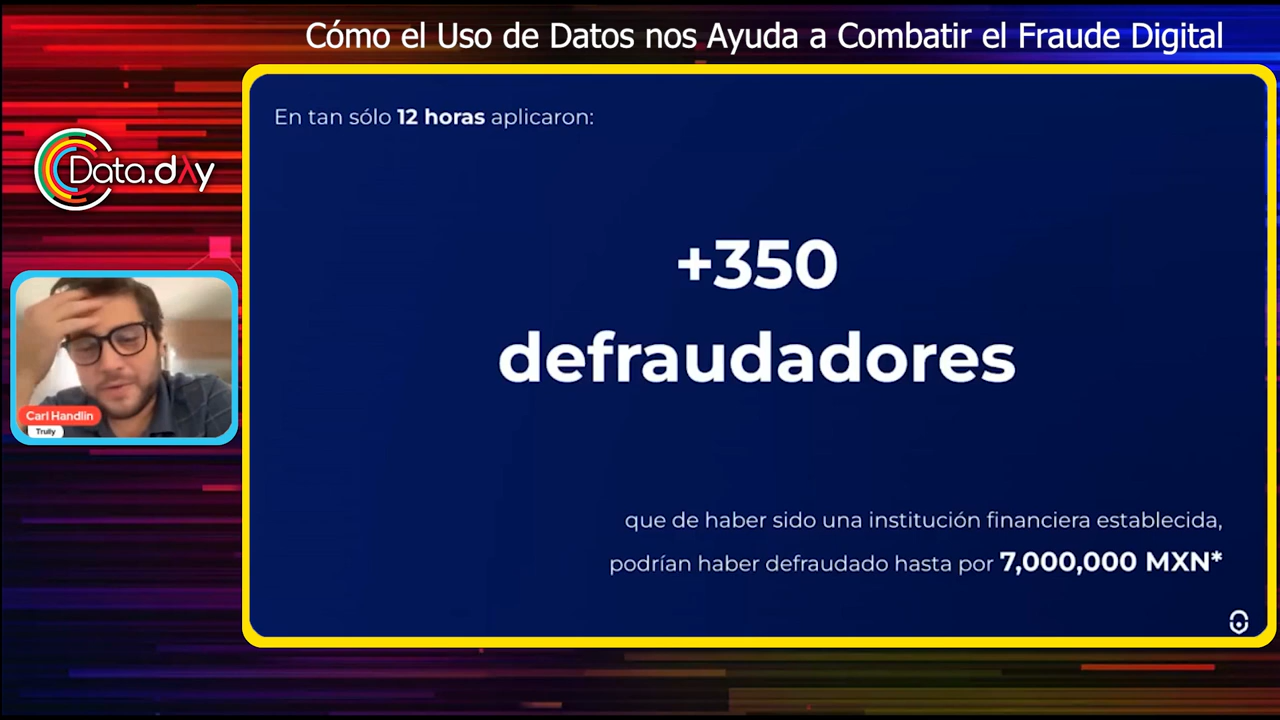 Cómo el Uso de Datos nos Ayuda a Combatir el Fraude Digital
Data.dAy
En tan sólo 12 horas aplicaron:
+350
defraudadores
que de haber sido una institución financiera establecida,
podrían haber defraudado hasta por 7,000,000 MXN*
Carl Handlin
Trully